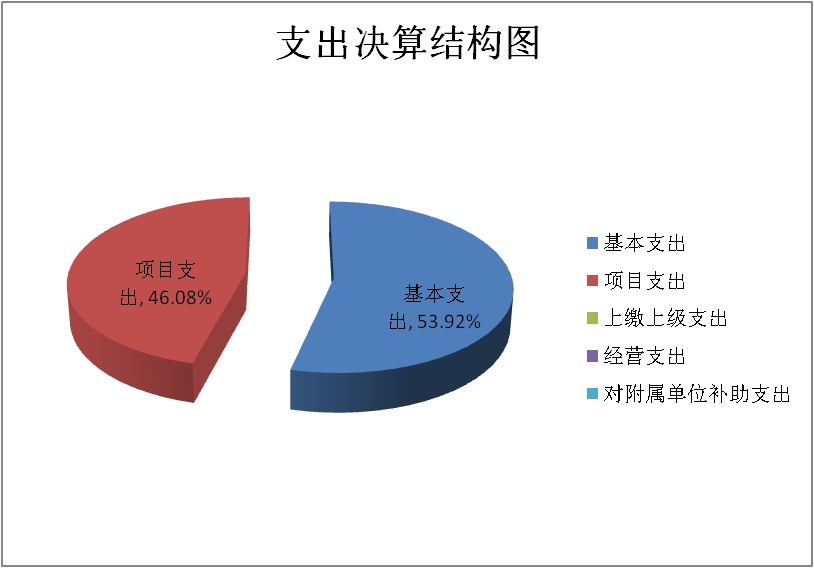 支出决算结构图
项目支
出, 46.08%
基本支
出, 53.92%
基本支出
项目支出
上缴上级支出
经营支出
对附属单位补助支出